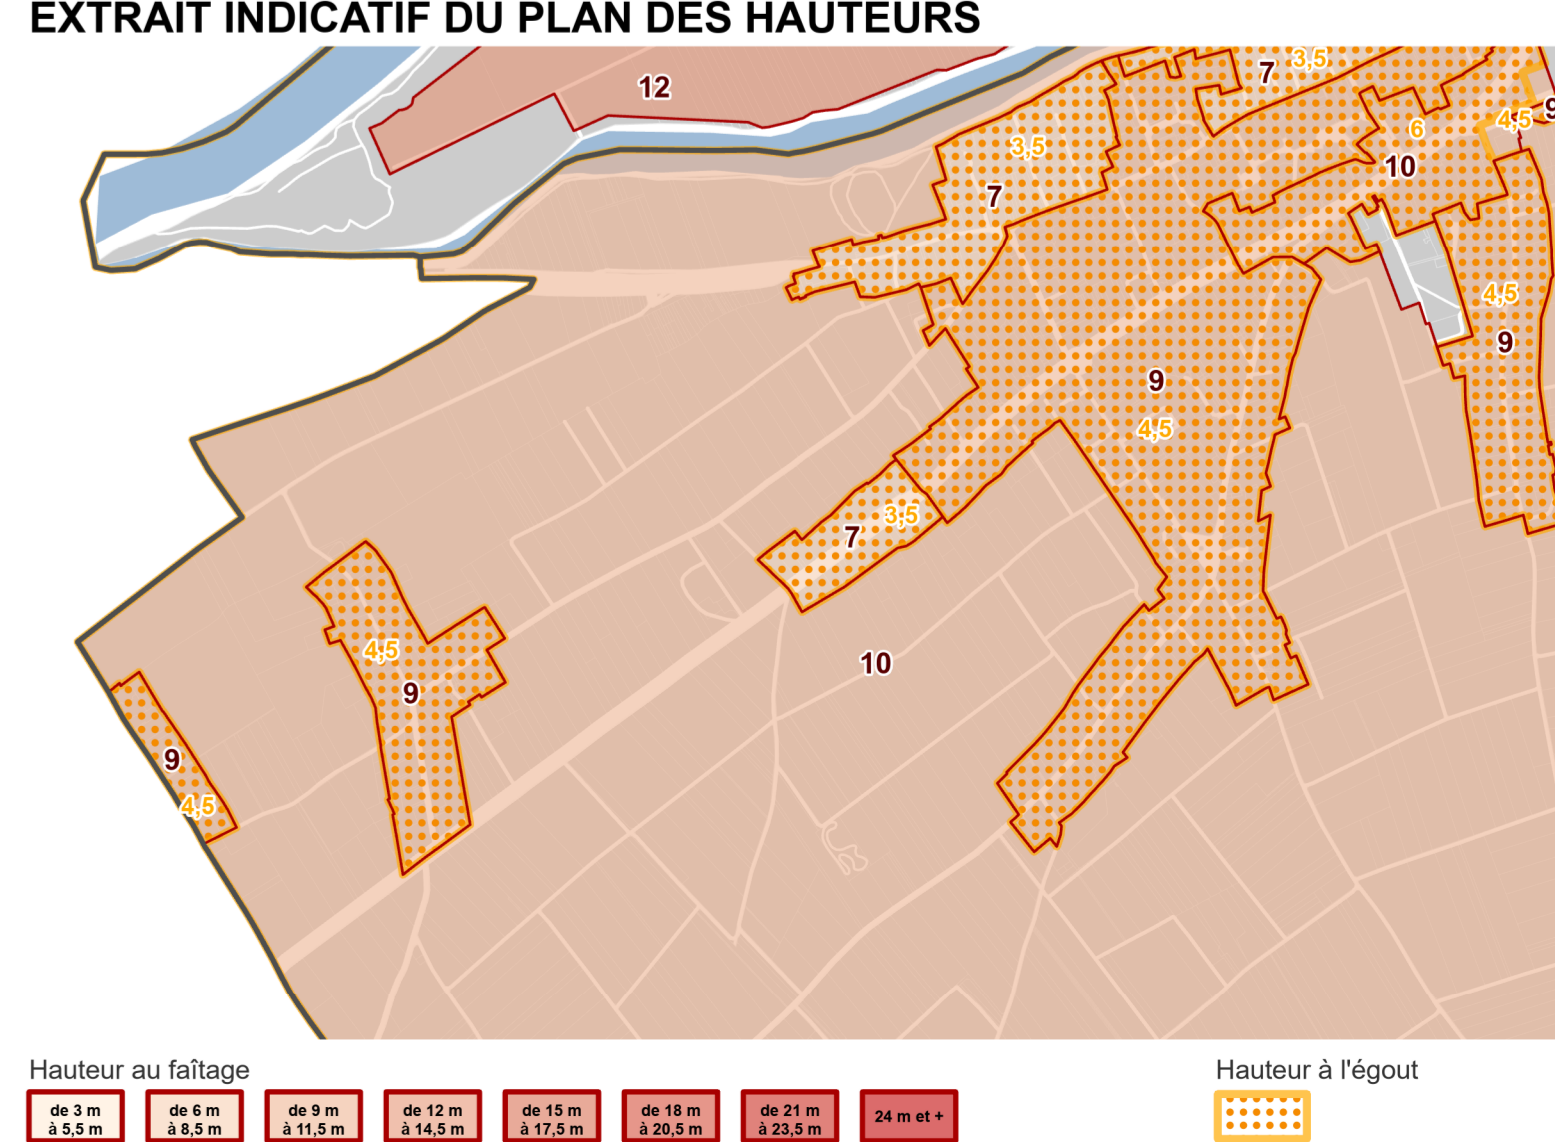 EXTRAIT INDICATIF DU PLAN DES HAUTEURS
3,5
7
12
9
4,5
6
3,5
10
7
4,5
9
9
4,5
3,5
7
4,5
10
9
9
4,5
Hauteur au faîtage
Hauteur à l'égout
de 3 m
à 5,5 m
de 6 m
à 8,5 m
de 9 m
à 11,5 m
de 12 m
à 14,5 m
de 15 m
à 17,5 m
de 18 m
à 20,5 m
de 21 m
à 23,5 m
24 m et +